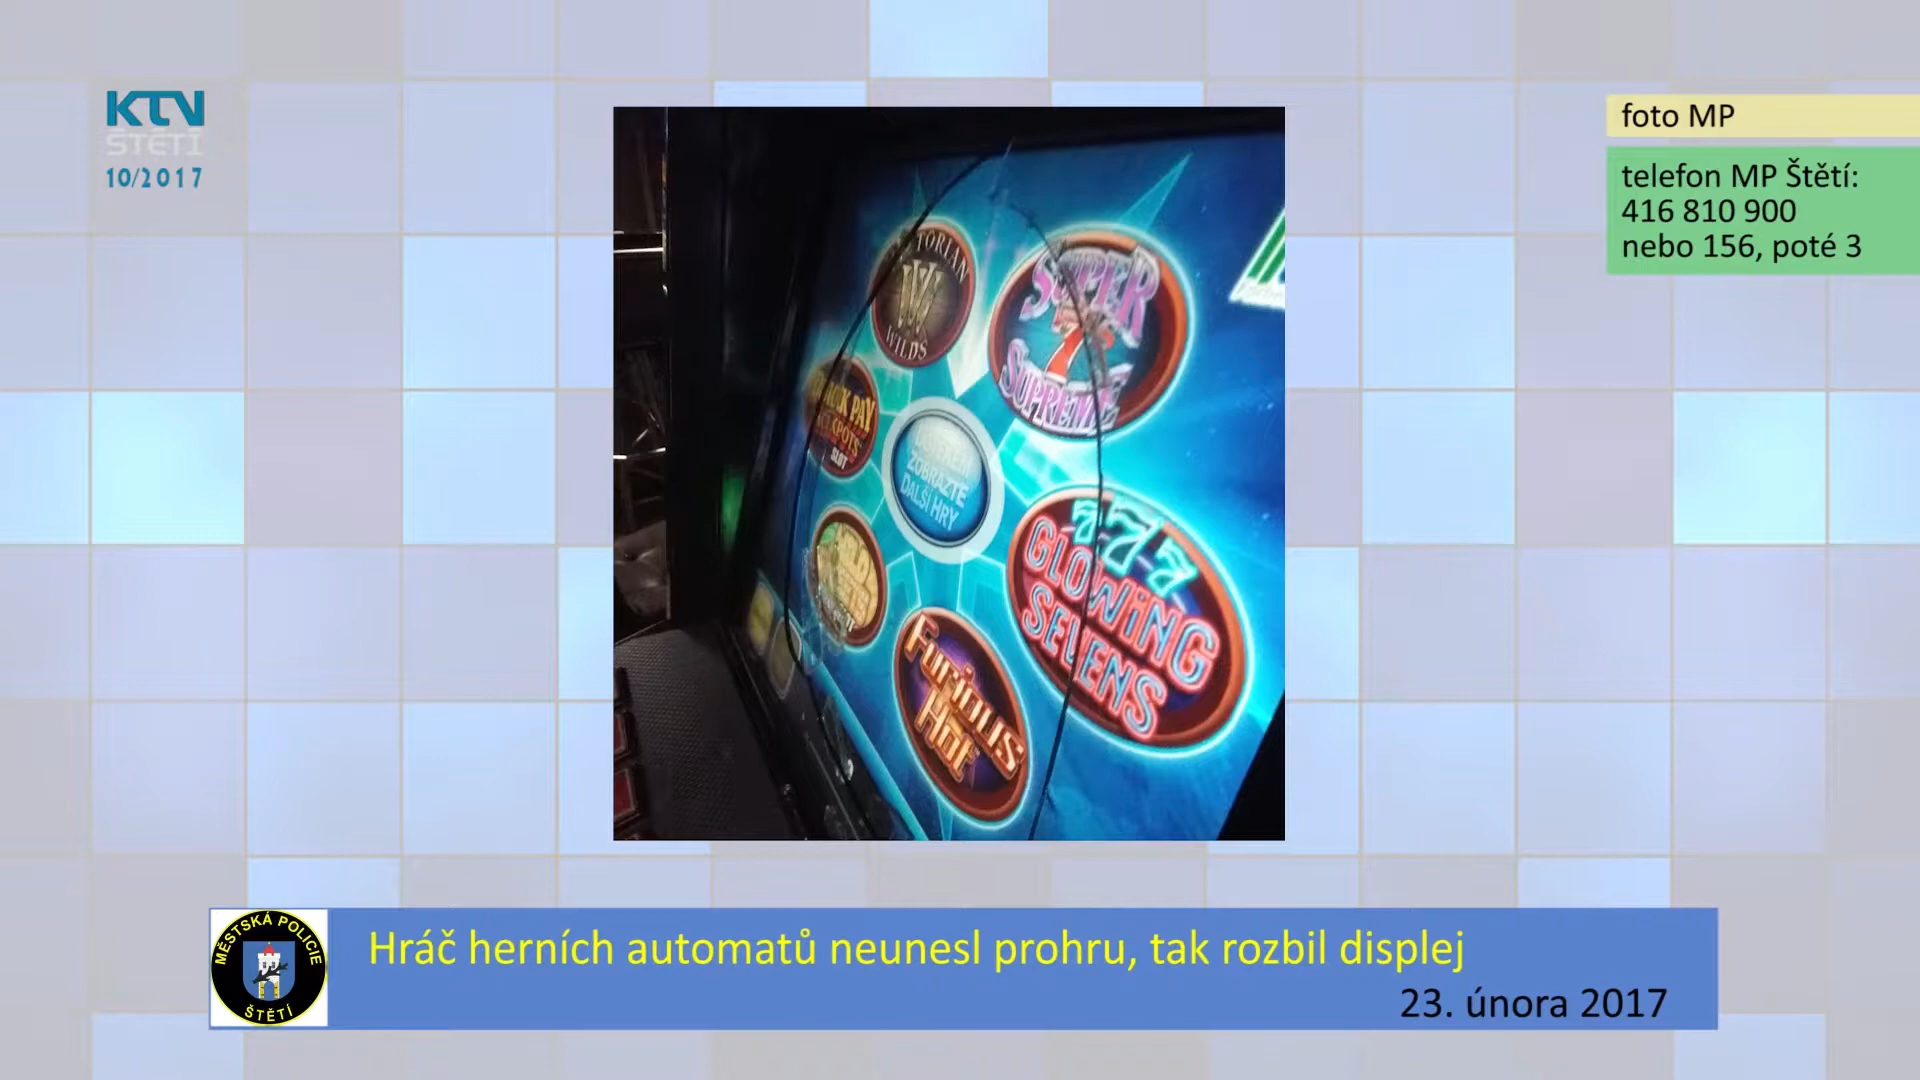 KTV
ŠTĚTÍ
10/2017
foto MP
telefon MP Štětí:
416 810 900
nebo 156, poté 3
WILDS
SUPER
7
SUPREME
PAY
SLOT
ZOBRAZTE
DALŠÍ HRY
777
GLOWING
SEVENS
Furious
Hot
MĚSTSKÁ POLICIE
ŠTĚTÍ
Hráč herních automatů neunesl prohru, tak rozbil displej
23. února 2017